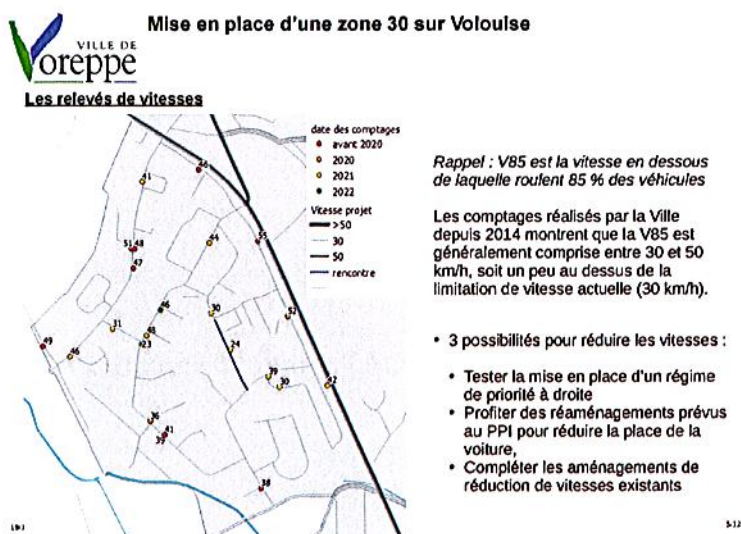 Mise en place d'une zone 30 sur Volouise
VILLE DE
Voreppe
Les relevés de vitesses
date des comptages
avant 2020
2020
2021
2022
Vitesse projet
>50
30
50
rencontre
41
46
51 48
47
44
55
46
30
52
31
48
23
49
46
24
39
30
42
36
41
39
38
Rappel : V85 est la vitesse en dessous
de laquelle roulent 85 % des véhicules
Les comptages réalisés par la Ville
depuis 2014 montrent que la V85 est
généralement comprise entre 30 et 50
km/h, soit un peu au dessus de la
limitation de vitesse actuelle (30 km/h).
• 3 possibilités pour réduire les vitesses :
• Tester la mise en place d'un régime
de priorité à droite
• Profiter des réaménagements prévus
au PPI pour réduire la place de la
voiture,
• Compléter les aménagements de
réduction de vitesses existants